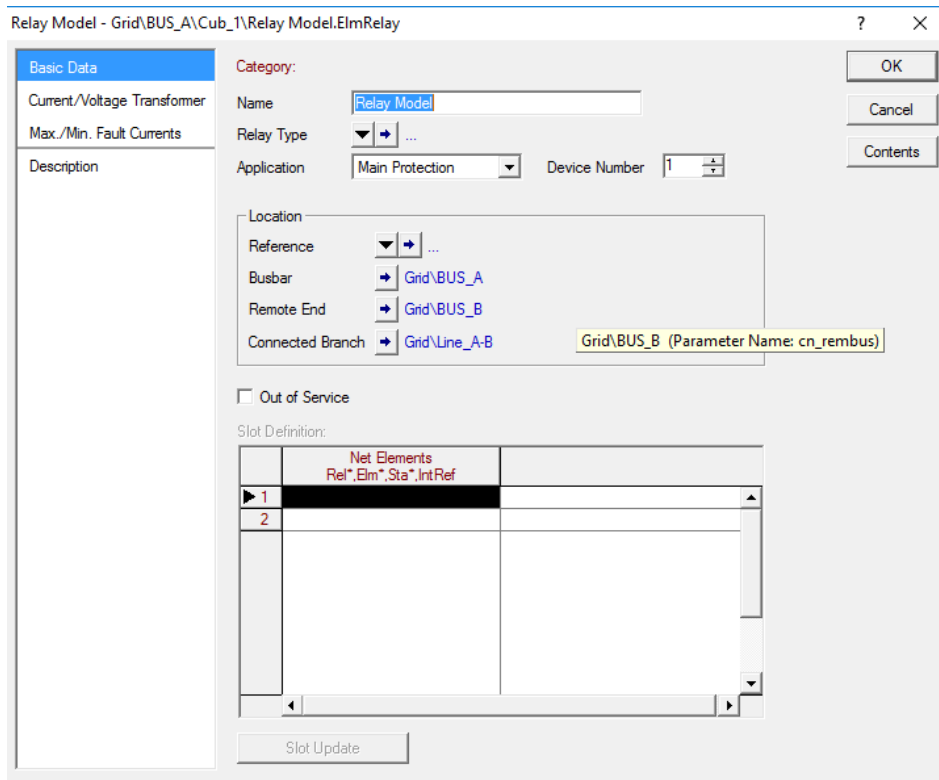 Relay Model - Grid\BUS_A\Cub_1\Relay Model.ElmRelay ?
Basic Data
Current/Voltage Transformer
Max./Min. Fault Currents
Description
Category:
Name Relay Model
Relay Type ...
Application Main Protection Device Number 1
Location
Reference ...
Busbar Grid\BUS_A
Remote End Grid\BUS_B
Connected Branch Grid\Line_A-B
Grid\BUS_B (Parameter Name: cn_rembus)
Out of Service
Slot Definition:
Net Elements
Rel*,Elm*,Sta*,IntRef
1
2
Slot Update
OK
Cancel
Contents